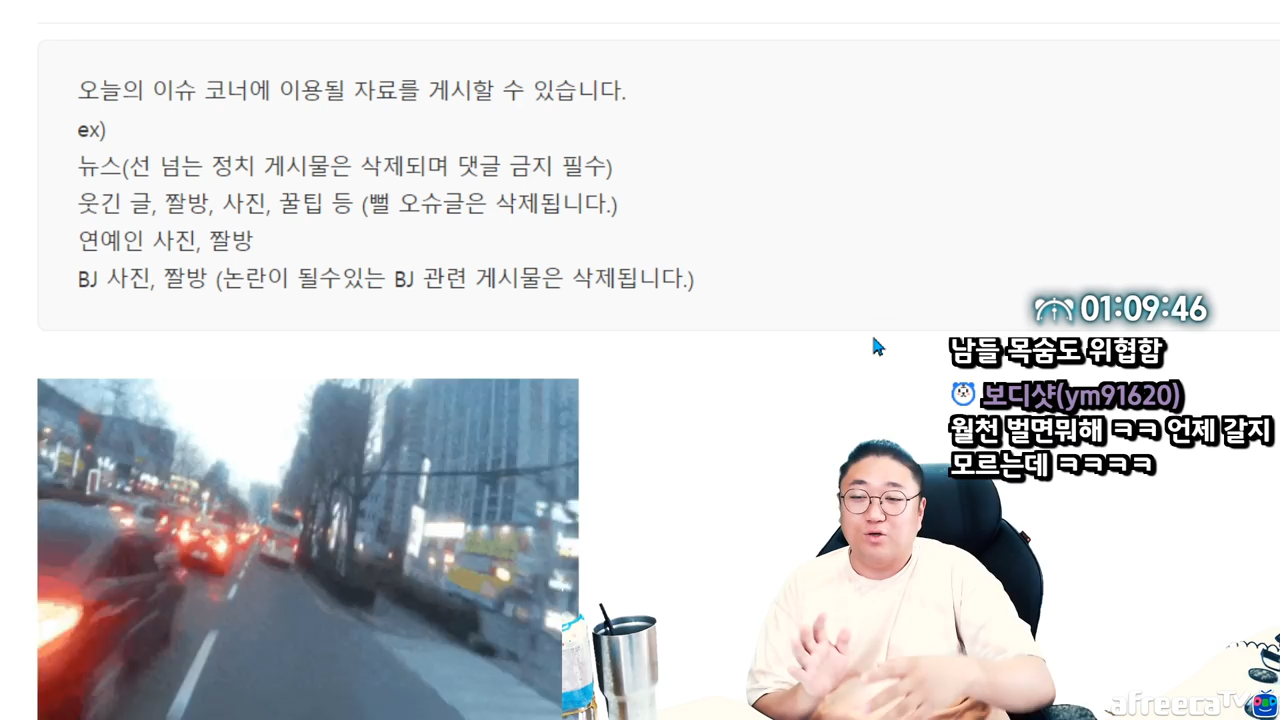 오늘의 이슈 코너에 이용될 자료를 게시할 수 있습니다.
ex)
뉴스(선 넘는 정치 게시물은 삭제되며 댓글 금지 필수)
웃긴 글, 짤방, 사진, 꿀팁 등 (뻘 오슈글은 삭제됩니다.)
연예인 사진, 짤방
BJ 사진, 짤방 (논란이 될수있는 BJ 관련 게시물은 삭제됩니다.)
01:09:46
남들 목숨도 위협함
보디샷(ym91620)
월천 벌면뭐해 ㅋㅋ 언제 갈지
모르는데 ㅋㅋㅋㅋ
afreecaTV